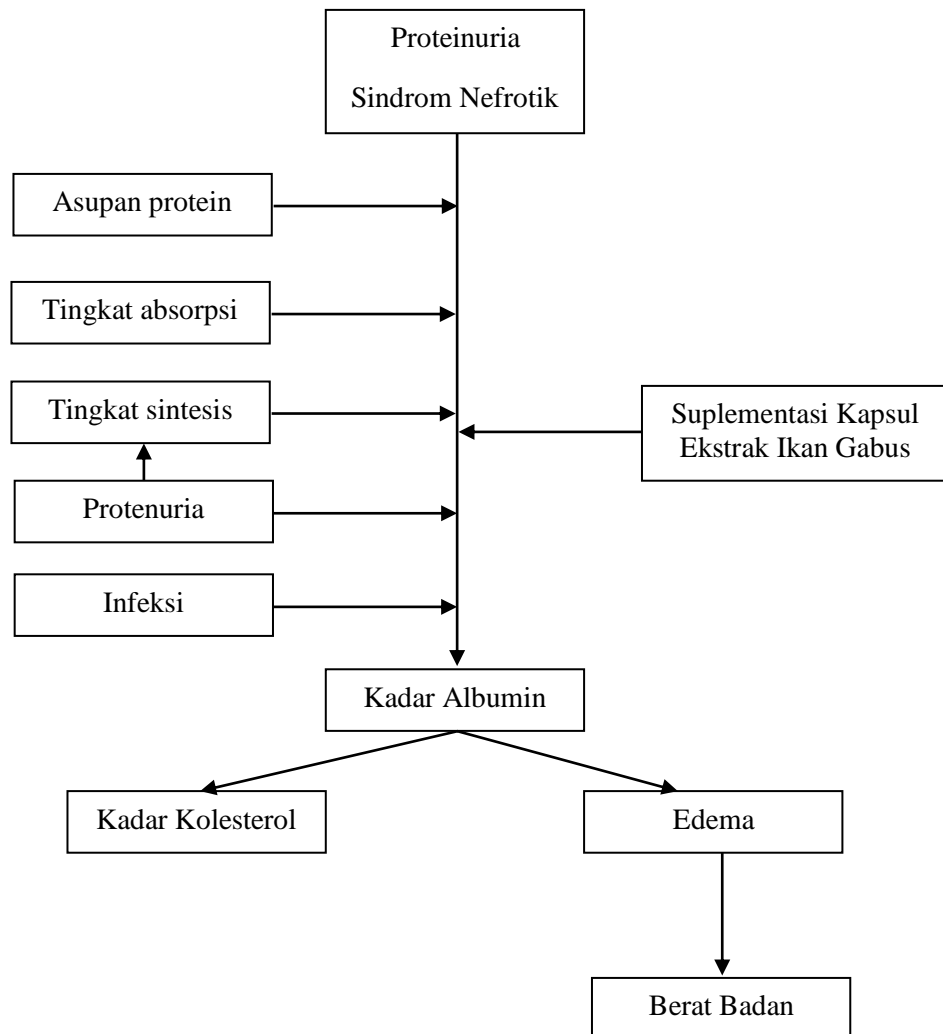 Proteinuria
Sindrom Nefrotik
Asupan protein
Tingkat absorpsi
Tingkat sintesis
Suplementasi Kapsul
Ekstrak Ikan Gabus
Protenuria
Infeksi
Kadar Albumin
Kadar Kolesterol
Edema
Berat Badan